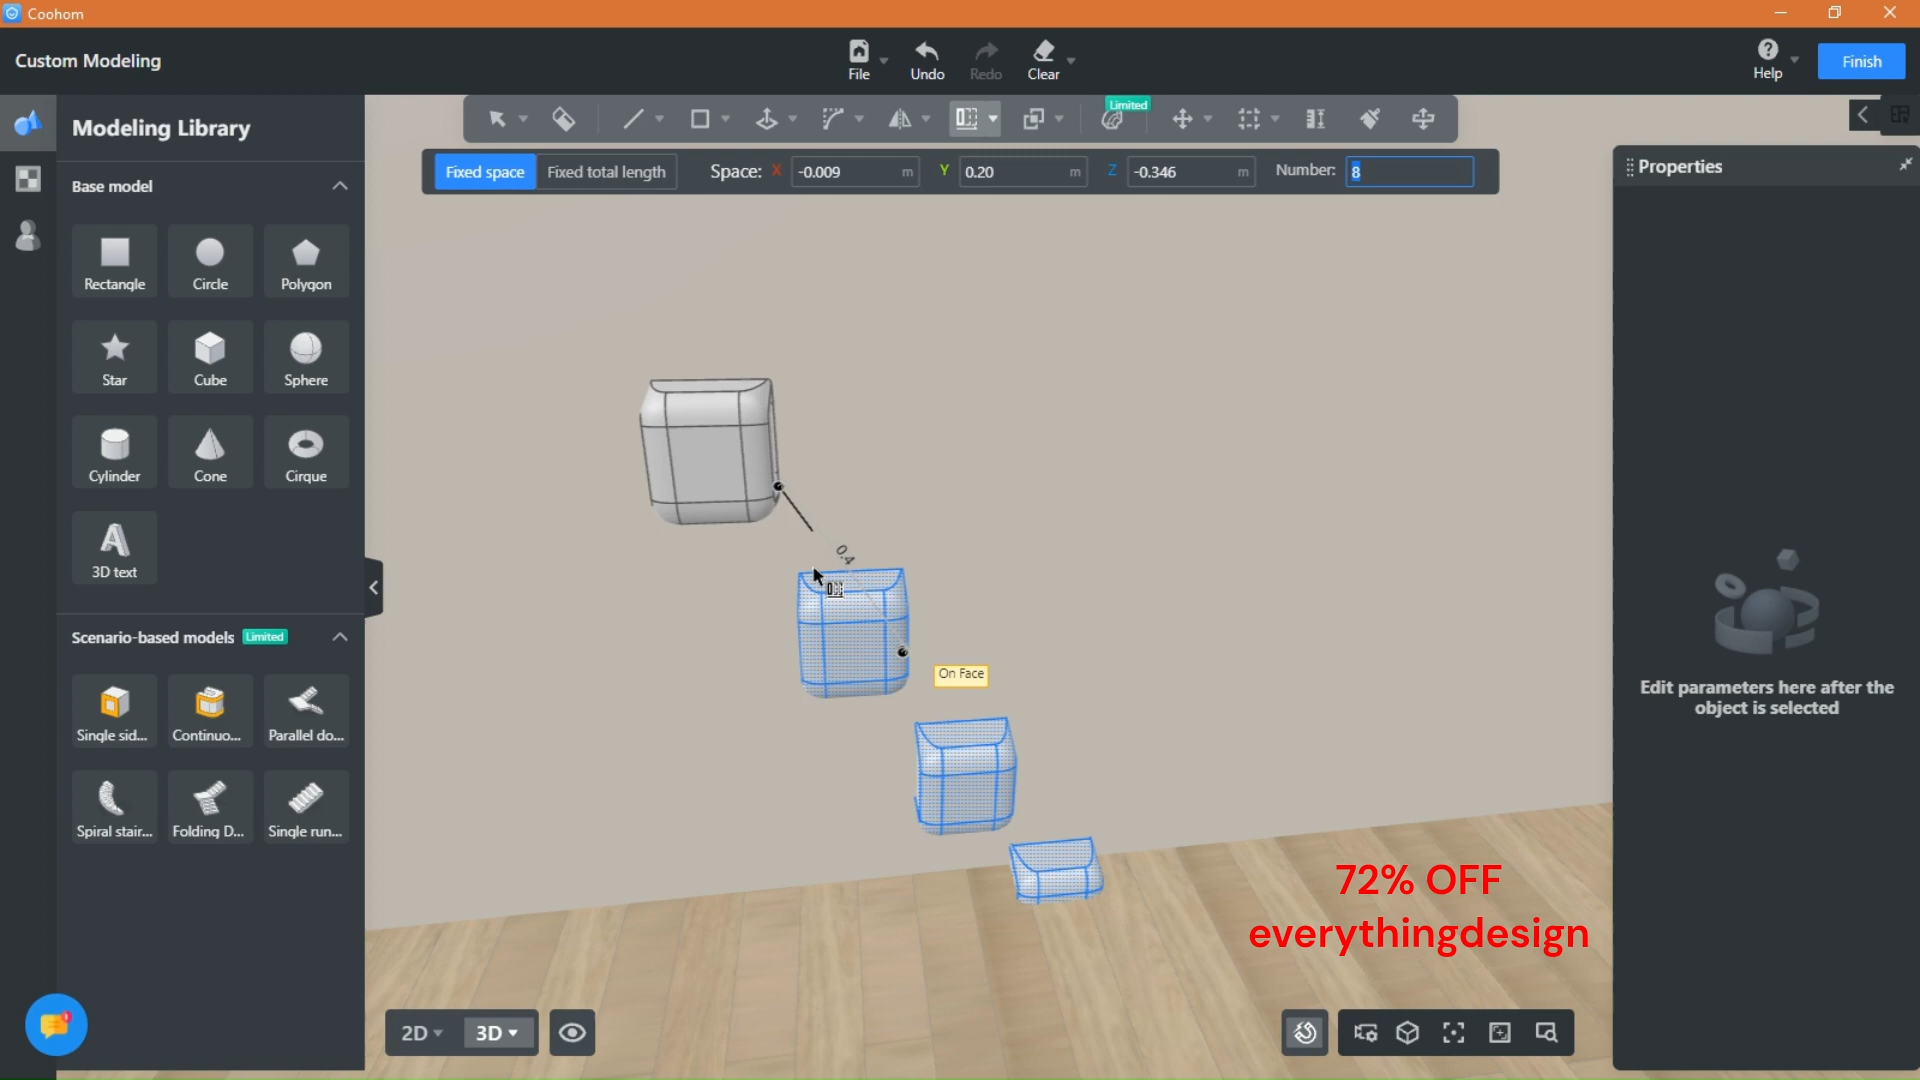 Coohom
Custom Modeling
File
Undo
Redo
Clear
Help
Finish
Modeling Library
Limited
Fixed space
Fixed total length
Space: X -0.009 m Y 0.20 m Z -0.346 m
Number: 8
Properties
Base model
Rectangle
Circle
Polygon
Star
Cube
Sphere
Cylinder
Cone
Cirque
3D text
0.4
On Face
Scenario-based models Limited
Single sid...
Continuo...
Parallel do...
Spiral stair...
Folding D...
Single run...
Edit parameters here after the
object is selected
72% OFF
everythingdesign
2D
3D